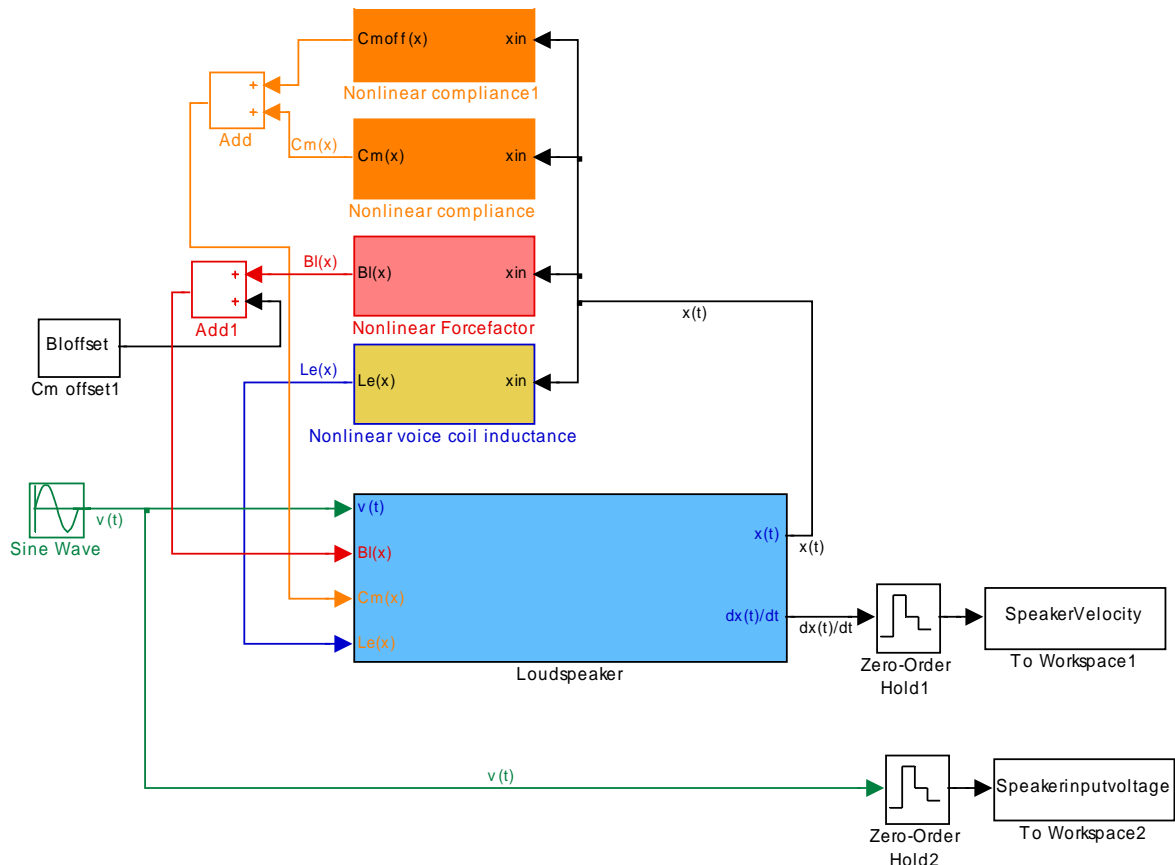 Cmoff(x)
xin
Nonlinear compliance1
+
+
Add
Cm(x)
Cm(x)
xin
Nonlinear compliance
Bl(x)
Bl(x)
xin
Nonlinear Forcefactor
+
+
Add1
x(t)
Bloffset
Cm offset1
Le(x)
Le(x)
xin
Nonlinear voice coil inductance
Sine Wave
v(t)
v(t)
Bl(x)
Cm(x)
Le(x)
x(t)
dx(t)/dt
Loudspeaker
x(t)
dx(t)/dt
Zero-Order
Hold1
SpeakerVelocity
To Workspace1
v(t)
Zero-Order
Hold2
Speakerinputvoltage
To Workspace2